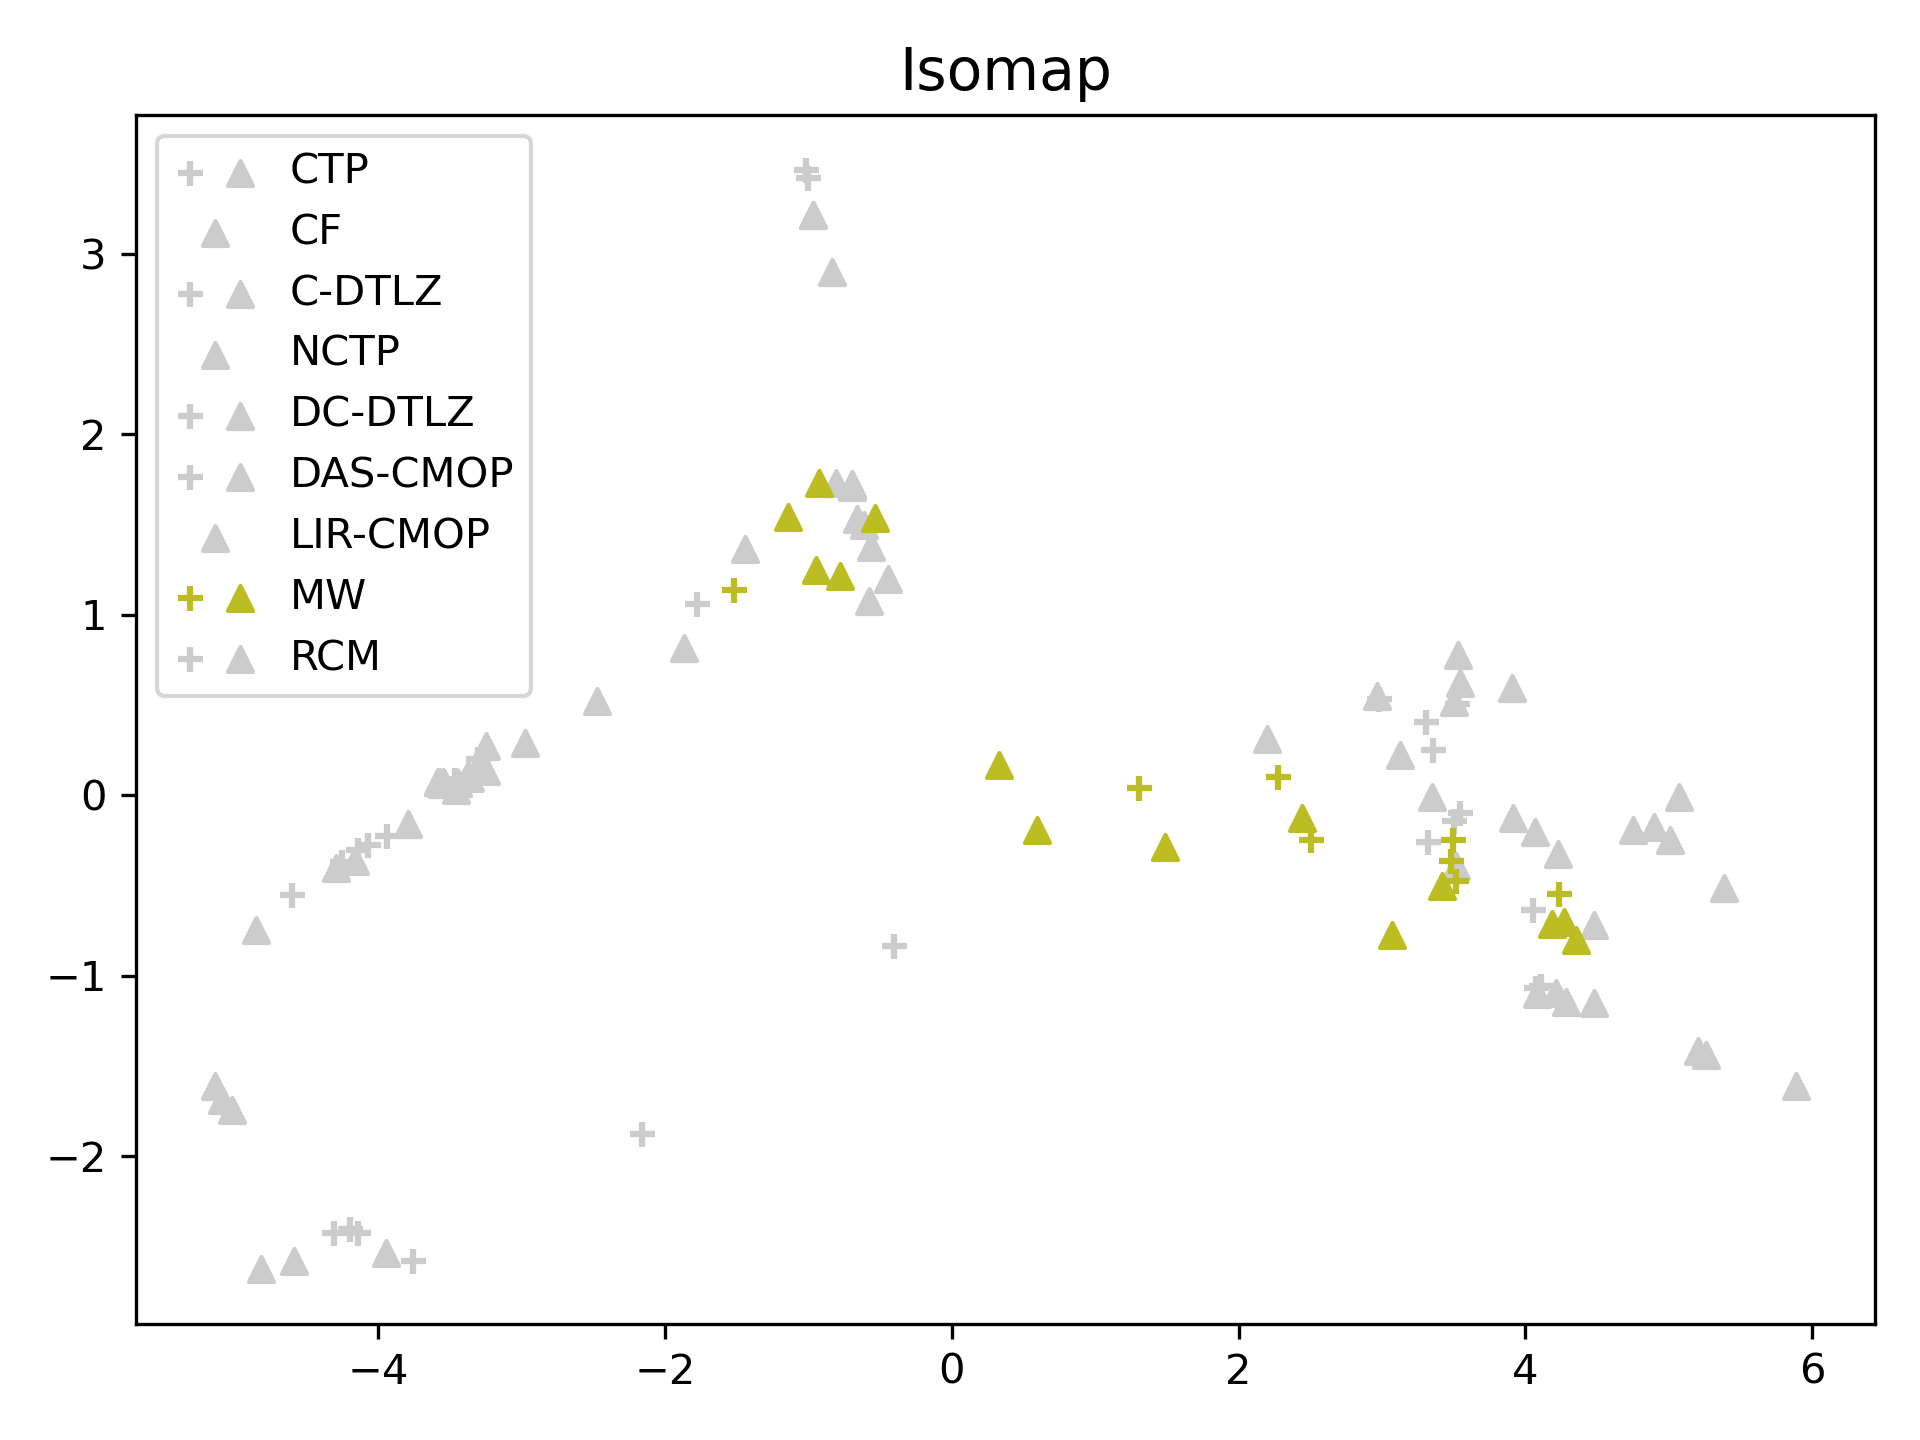 Isomap
CTP
CF
C-DTLZ
NCTP
DC-DTLZ
DAS-CMOP
LIR-CMOP
MW
RCM
3
2
1
0
−1
−2
−4 −2 0 2 4 6